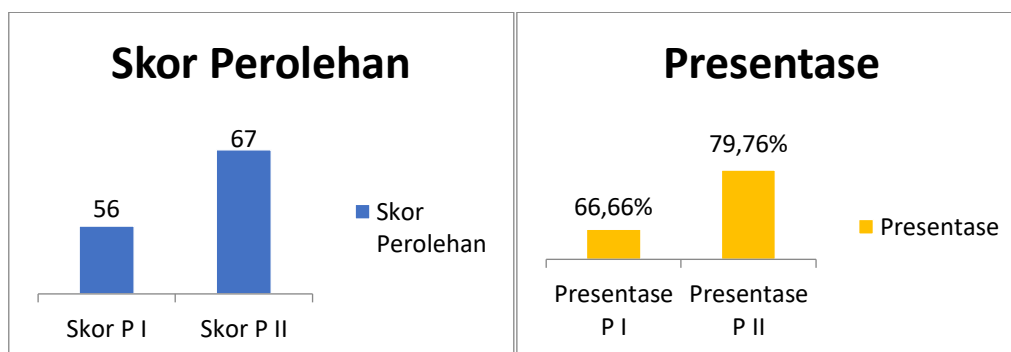 Skor Perolehan
67
56
Skor
Perolehan
Skor P I
Skor P II
Presentase
79,76%
66,66%
Presentase
Presentase
P I
Presentase
P II